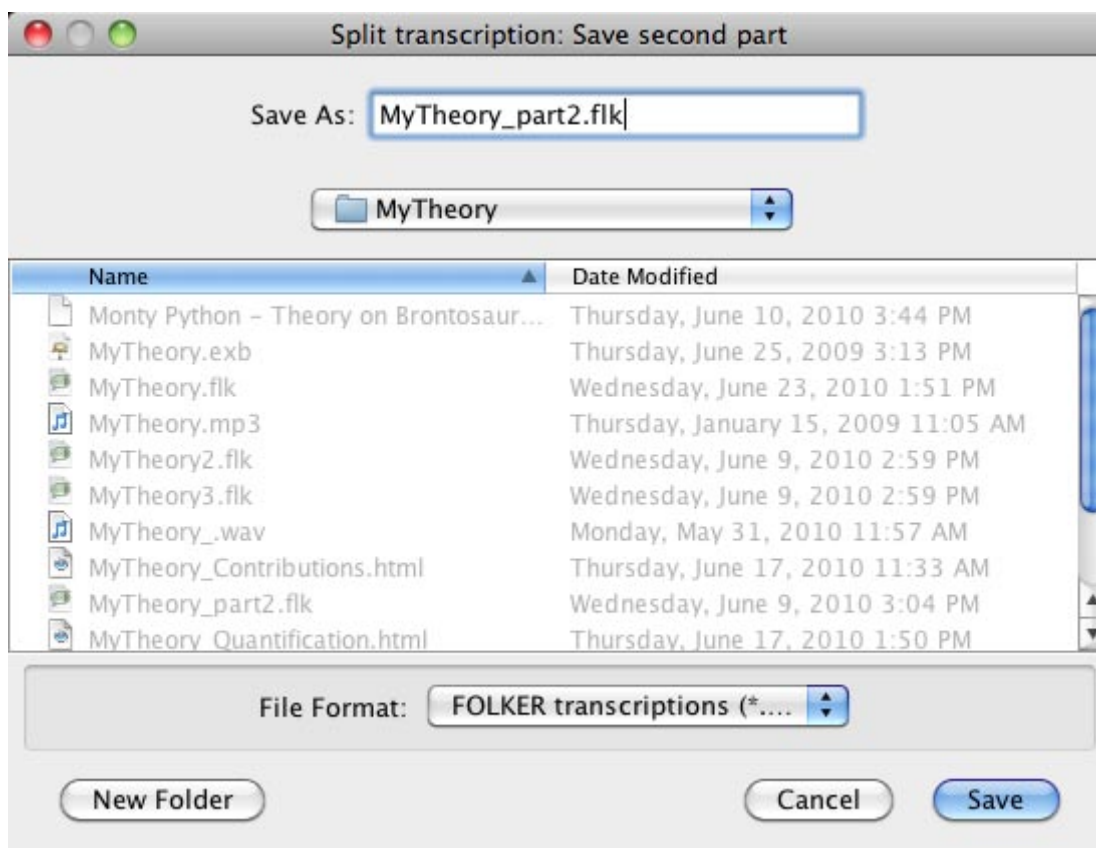 Split transcription: Save second part
Save As: MyTheory_part2.flk
MyTheory
Name Date Modified
Monty Python – Theory on Brontosaur... Thursday, June 10, 2010 3:44 PM
MyTheory.exb Thursday, June 25, 2009 3:13 PM
MyTheory.flk Wednesday, June 23, 2010 1:51 PM
MyTheory.mp3 Thursday, January 15, 2009 11:05 AM
MyTheory2.flk Wednesday, June 9, 2010 2:59 PM
MyTheory3.flk Wednesday, June 9, 2010 2:59 PM
MyTheory_.wav Monday, May 31, 2010 11:57 AM
MyTheory_Contributions.html Thursday, June 17, 2010 11:33 AM
MyTheory_part2.flk Wednesday, June 9, 2010 3:04 PM
MyTheory_Quantification.html Thursday, June 17, 2010 1:50 PM
File Format: FOLKER transcriptions (*....
New Folder Cancel Save